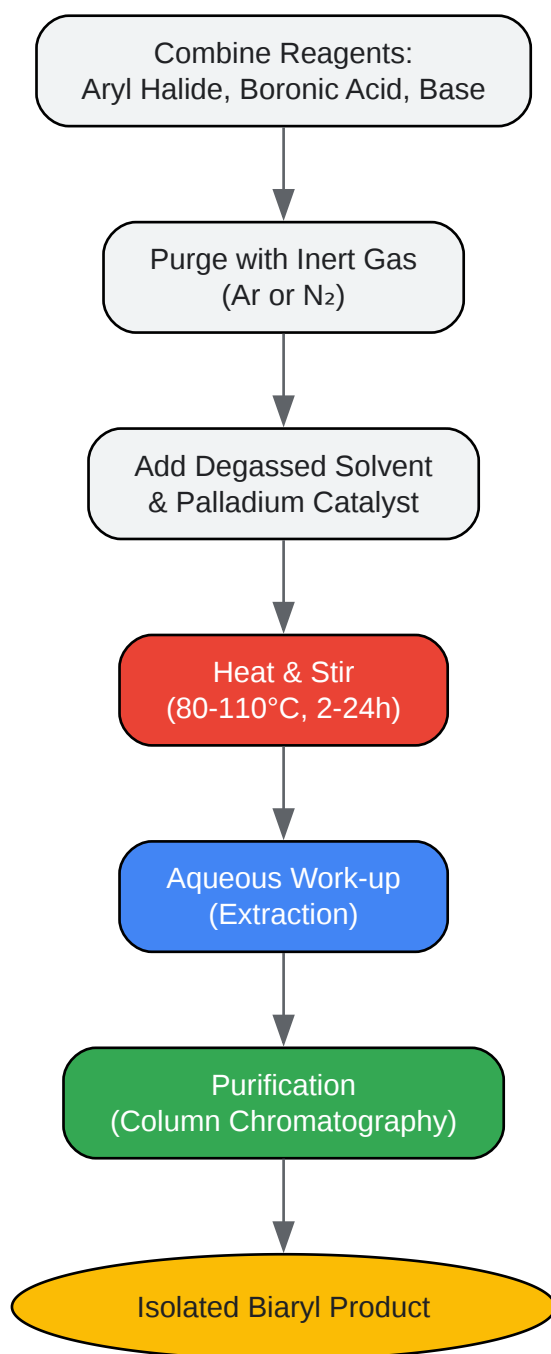 Combine Reagents:
Aryl Halide, Boronic Acid, Base
Purge with Inert Gas
(Ar or N₂)
Add Degassed Solvent
& Palladium Catalyst
Heat & Stir
(80-110°C, 2-24h)
Aqueous Work-up
(Extraction)
Purification
(Column Chromatography)
Isolated Biaryl Product